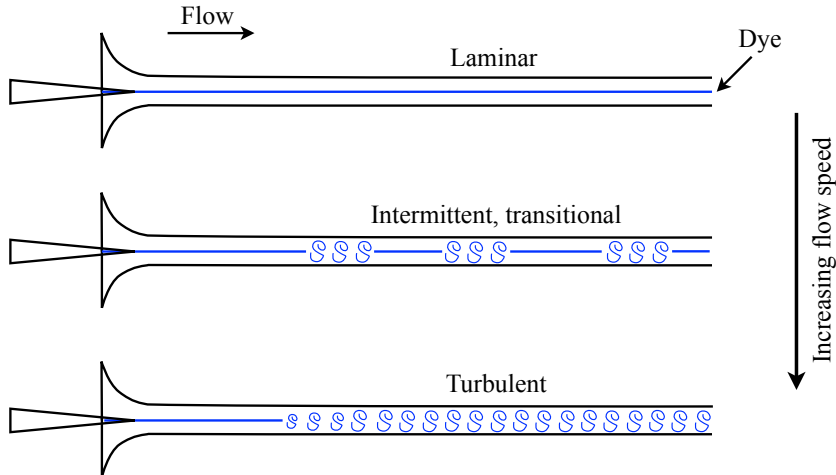 Flow
Laminar
Dye
Intermittent, transitional
Increasing flow speed
Turbulent